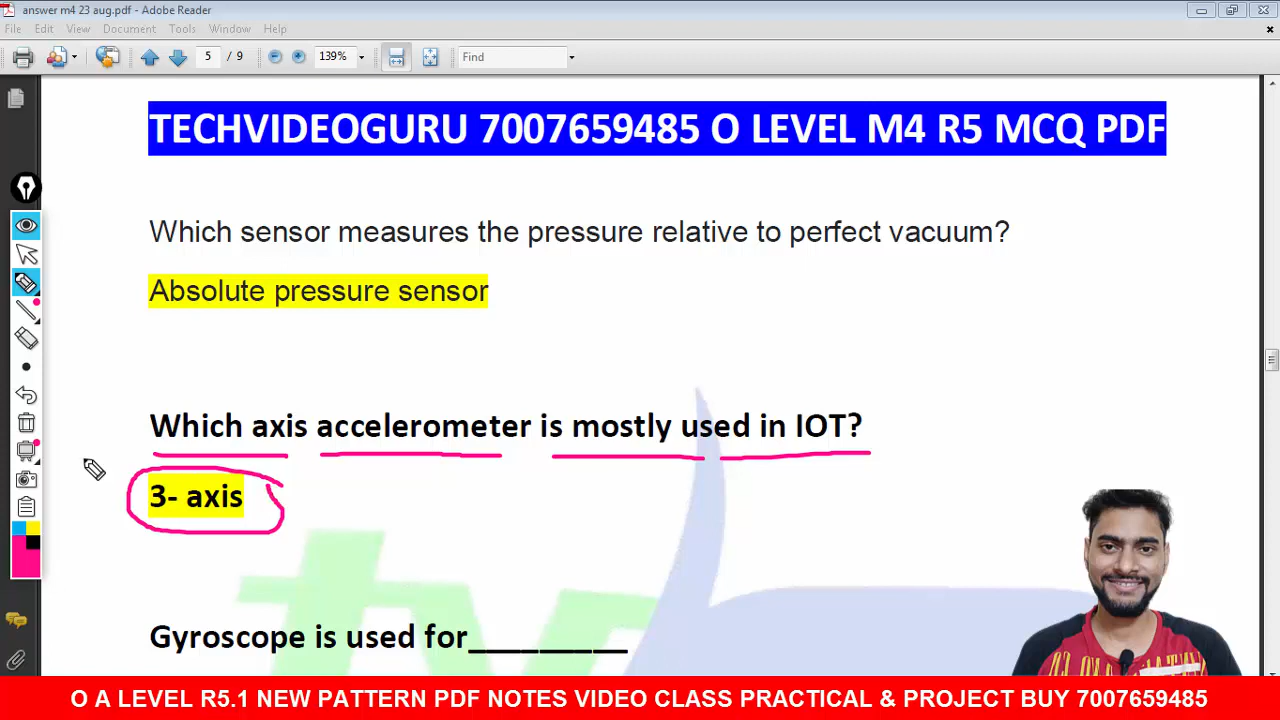 answer m4 23 aug.pdf - Adobe Reader
File Edit View Document Tools Window Help
5 / 9 139% Find
TECHVIDEOGURU 7007659485 O LEVEL M4 R5 MCQ PDF
Which sensor measures the pressure relative to perfect vacuum?
Absolute pressure sensor
Which axis accelerometer is mostly used in IOT?
3- axis
Gyroscope is used for_________
O A LEVEL R5.1 NEW PATTERN PDF NOTES VIDEO CLASS PRACTICAL & PROJECT BUY 7007659485